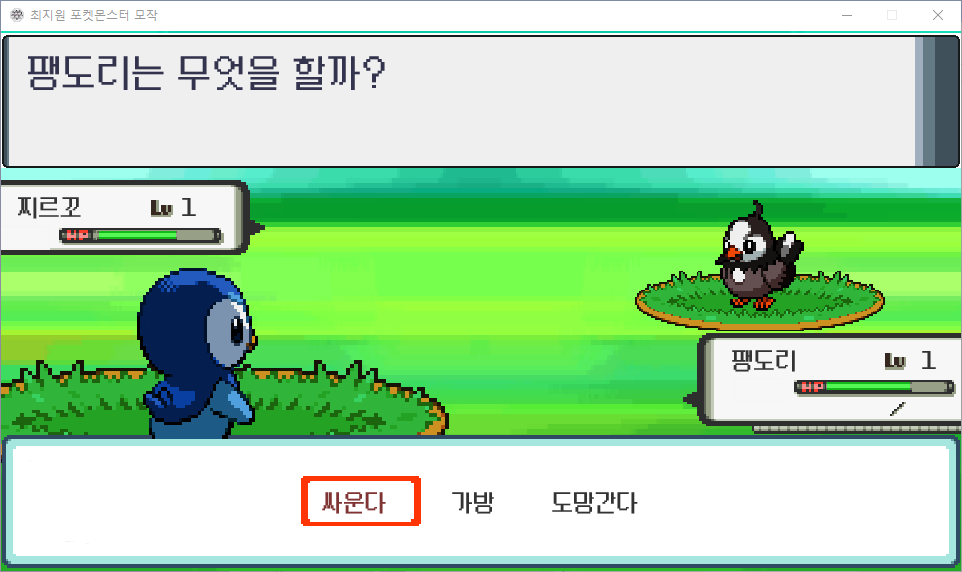 최지원 포켓몬스터 모작
팽도리는 무엇을 할까?
찌르꼬 Lv 1
HP
팽도리 Lv 1
HP
/
싸운다 가방 도망간다